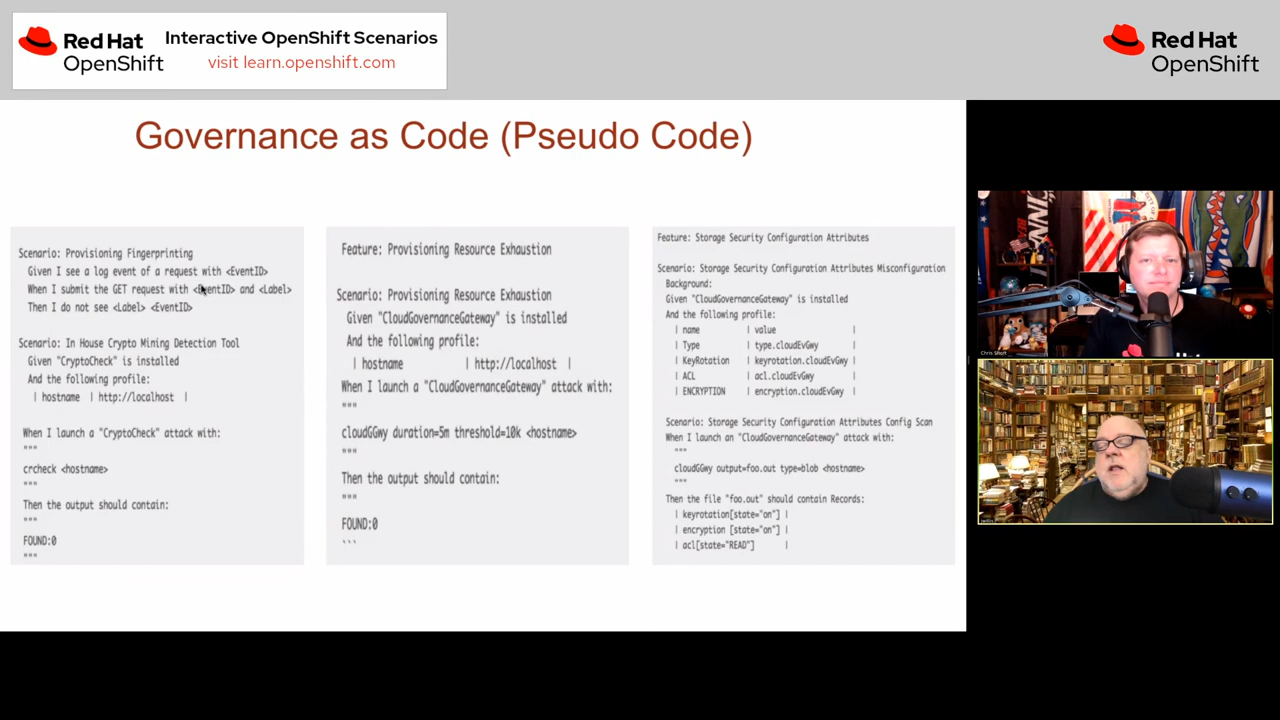 Red Hat
OpenShift
Interactive OpenShift Scenarios
visit learn.openshift.com
Red Hat
OpenShift
Governance as Code (Pseudo Code)
Scenario: Provisioning Fingerprinting
Given I see a log event of a request with <EventID>
When I submit the GET request with <EventID> and <Label>
Then I do not see <Label> <EventID>
Scenario: In House Crypto Mining Detection Tool
Given "CryptoCheck" is installed
And the following profile:
| hostname | http://localhost |
When I launch a "CryptoCheck" attack with:
"""
crcheck <hostname>
"""
Then the output should contain:
"""
FOUND:0
"""
Feature: Provisioning Resource Exhaustion
Scenario: Provisioning Resource Exhaustion
Given "CloudGovernanceGateway" is installed
And the following profile:
| hostname | http://localhost |
When I launch a "CloudGovernanceGateway" attack with:
"""
cloudGGwy duration=5m threshold=10k <hostname>
"""
Then the output should contain:
"""
FOUND:0
```
Feature: Storage Security Configuration Attributes
Scenario: Storage Security Configuration Attributes Misconfiguration
Background:
Given "CloudGovernanceGateway" is installed
And the following profile:
| name | value |
| Type | type.cloudEvGwy |
| KeyRotation | keyrotation.cloudEvGwy |
| ACL | acl.cloudEvGwy |
| ENCRYPTION | encryption.cloudEvGwy |
Scenario: Storage Security Configuration Attributes Config Scan
When I launch an "CloudGovernanceGateway" attack with:
"""
cloudGGwy output=foo.out type=blob <hostname>
"""
Then the file "foo.out" should contain Records:
| keyrotation[state="on"] |
| encryption [state="on"] |
| acl[state="READ"] |
Chris Short